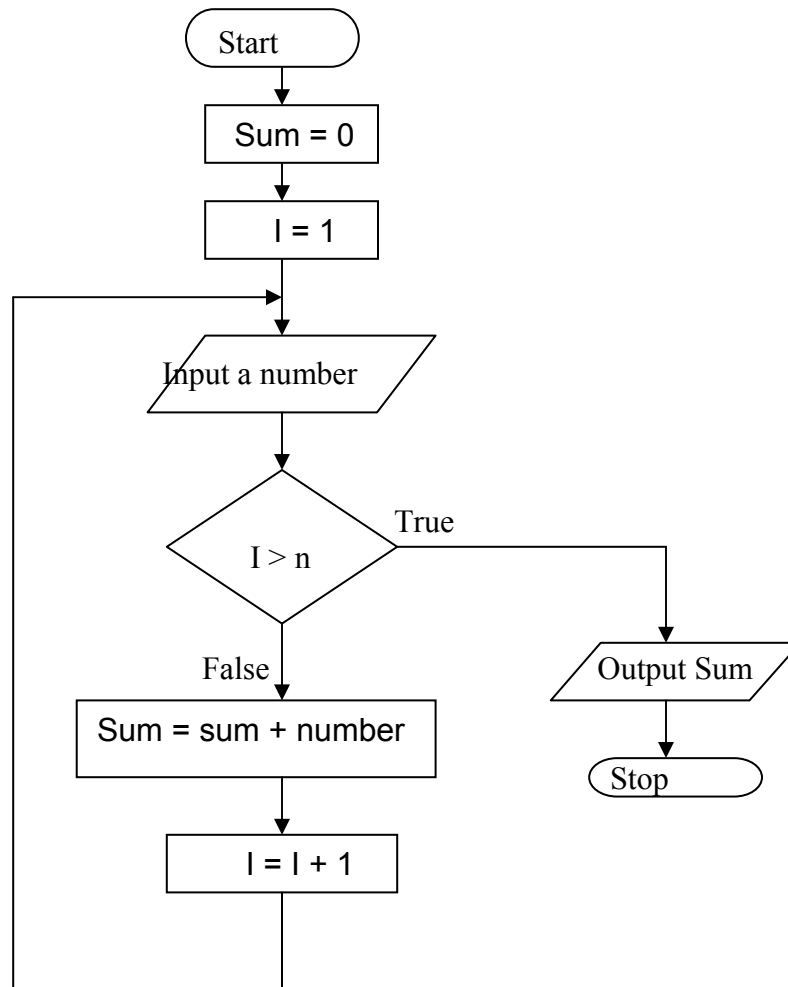 Start
Sum = 0
I = 1
Input a number
I > n
True
False
Output Sum
Sum = sum + number
Stop
I = I + 1